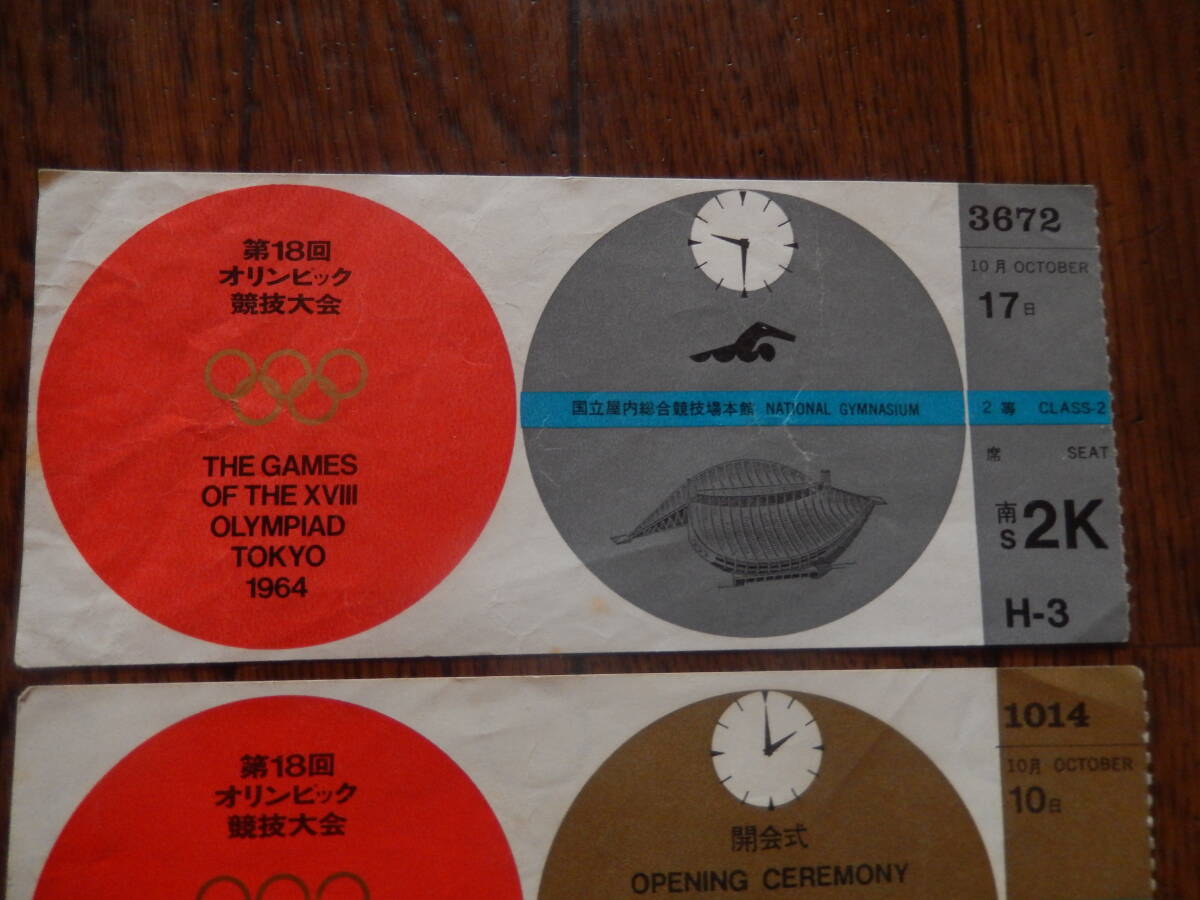 第18回
オリンピック
競技大会
THE GAMES
OF THE XVIII
OLYMPIAD
TOKYO
1964
国立屋内総合競技場本館 NATIONAL GYMNASIUM
3672
10月 OCTOBER
17日
2等 CLASS-2
席 SEAT
南
S 2K
H-3
第18回
オリンピック
競技大会
開会式
OPENING CEREMONY
1014
10月 OCTOBER
10日